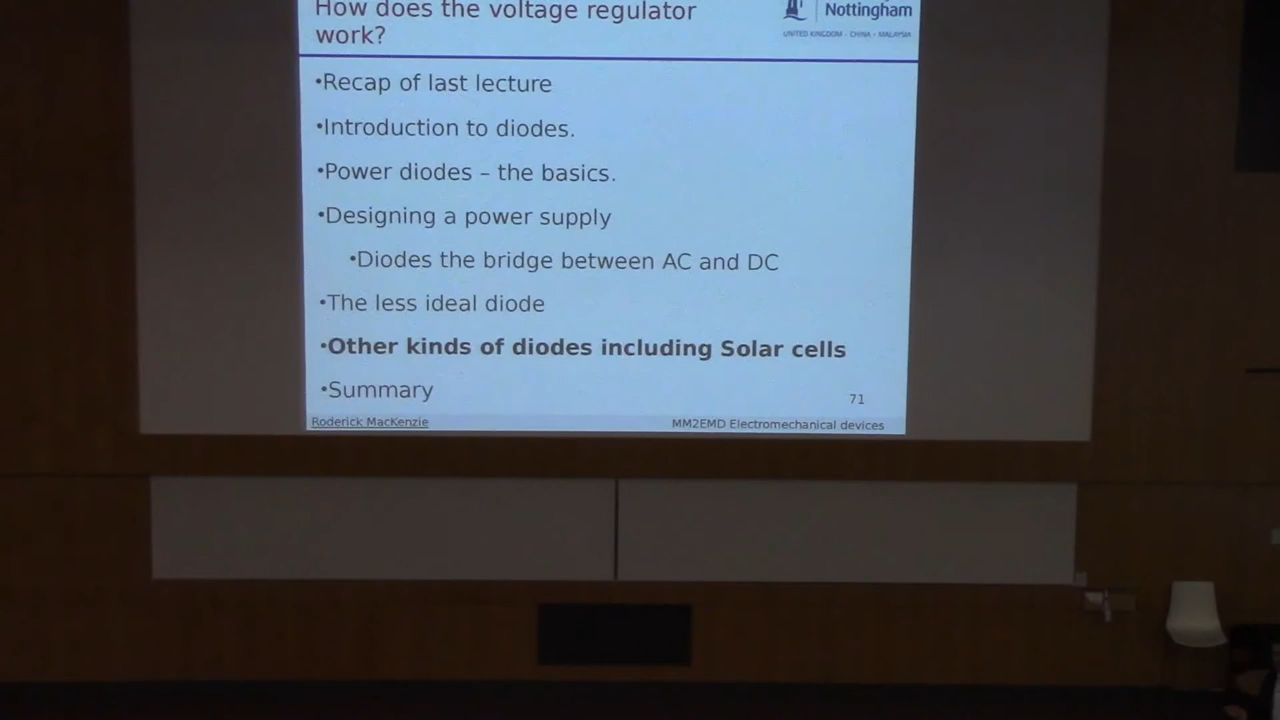 How does the voltage regulator
work?
Nottingham
UNITED KINGDOM · CHINA · MALAYSIA
•Recap of last lecture
•Introduction to diodes.
•Power diodes – the basics.
•Designing a power supply
•Diodes the bridge between AC and DC
•The less ideal diode
•Other kinds of diodes including Solar cells
•Summary
71
Roderick MacKenzie
MM2EMD Electromechanical devices